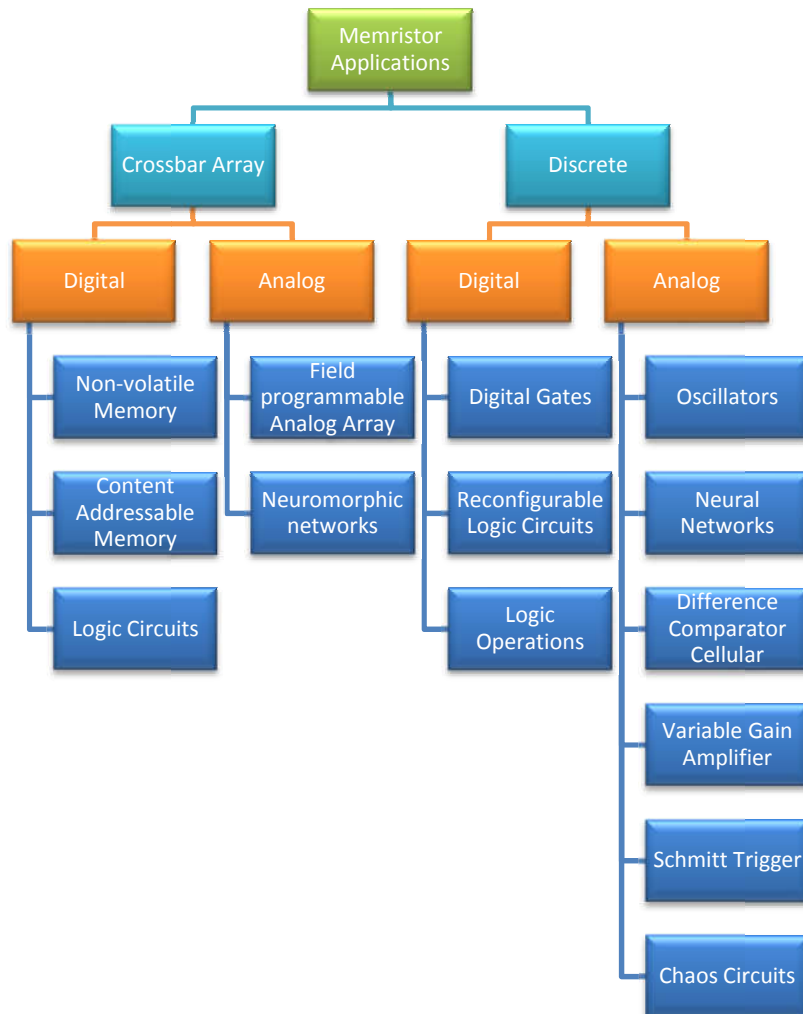 Memristor
Applications
Crossbar Array
Discrete
Digital
Analog
Digital
Analog
Non-volatile
Memory
Content
Addressable
Memory
Logic Circuits
Field
programmable
Analog Array
Neuromorphic
networks
Digital Gates
Reconfigurable
Logic Circuits
Logic
Operations
Oscillators
Neural
Networks
Difference
Comparator
Cellular
Variable Gain
Amplifier
Schmitt Trigger
Chaos Circuits